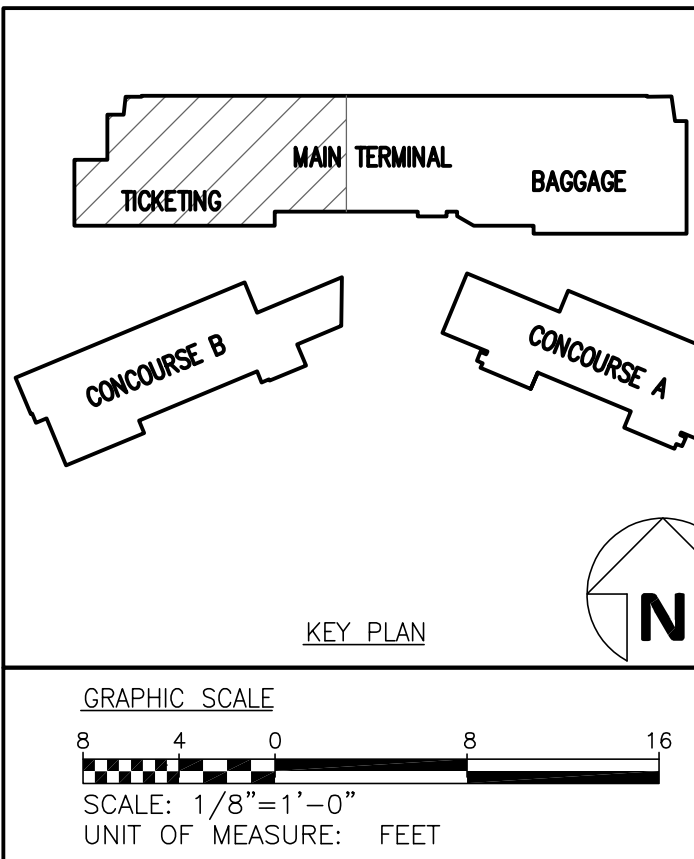 MAIN TERMINAL
BAGGAGE
TICKETING
CONCOURSE B
CONCOURSE A
N
KEY PLAN
GRAPHIC SCALE
8 4 0 8 16
SCALE: 1/8"=1'-0"
UNIT OF MEASURE: FEET